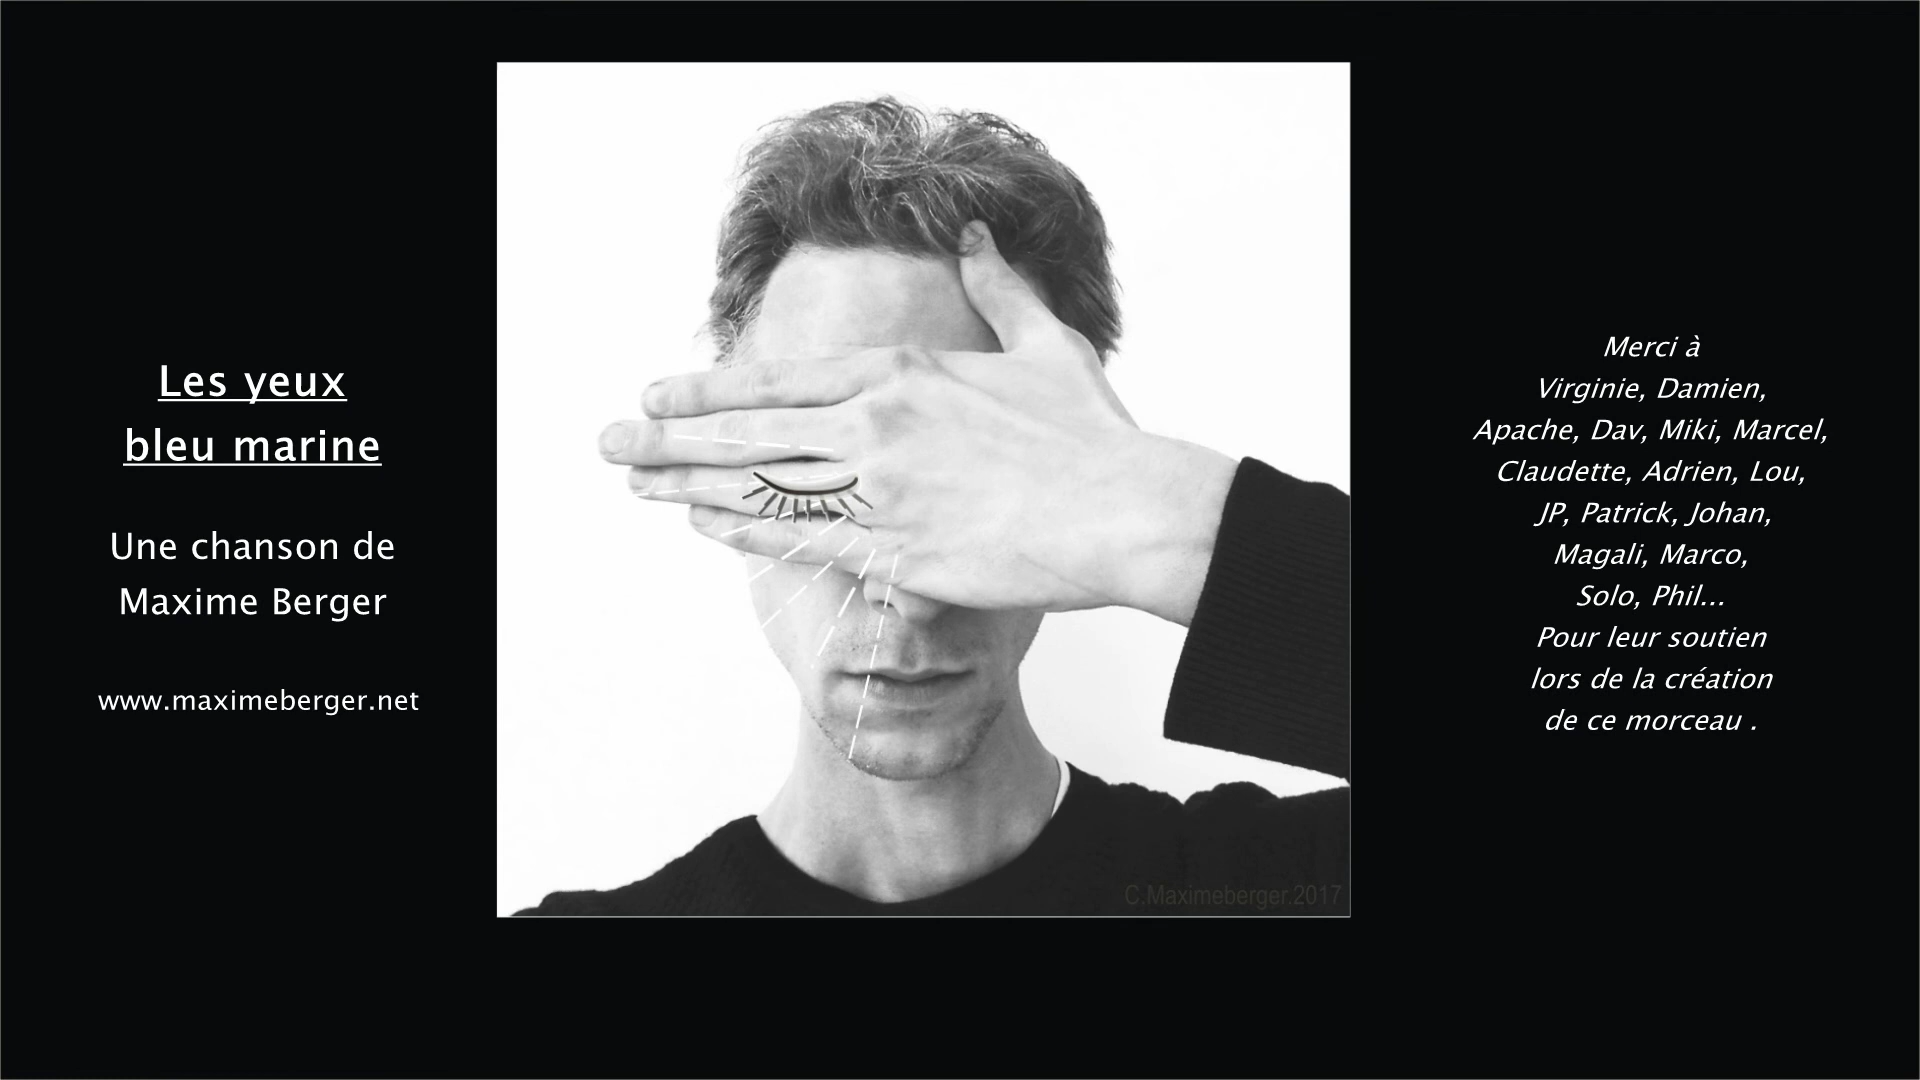 Les yeux
bleu marine
Une chanson de
Maxime Berger
www.maximeberger.net
Merci à
Virginie, Damien,
Apache, Dav, Miki, Marcel,
Claudette, Adrien, Lou,
JP, Patrick, Johan,
Magali, Marco,
Solo, Phil...
Pour leur soutien
lors de la création
de ce morceau .
C.Maximeberger.2017